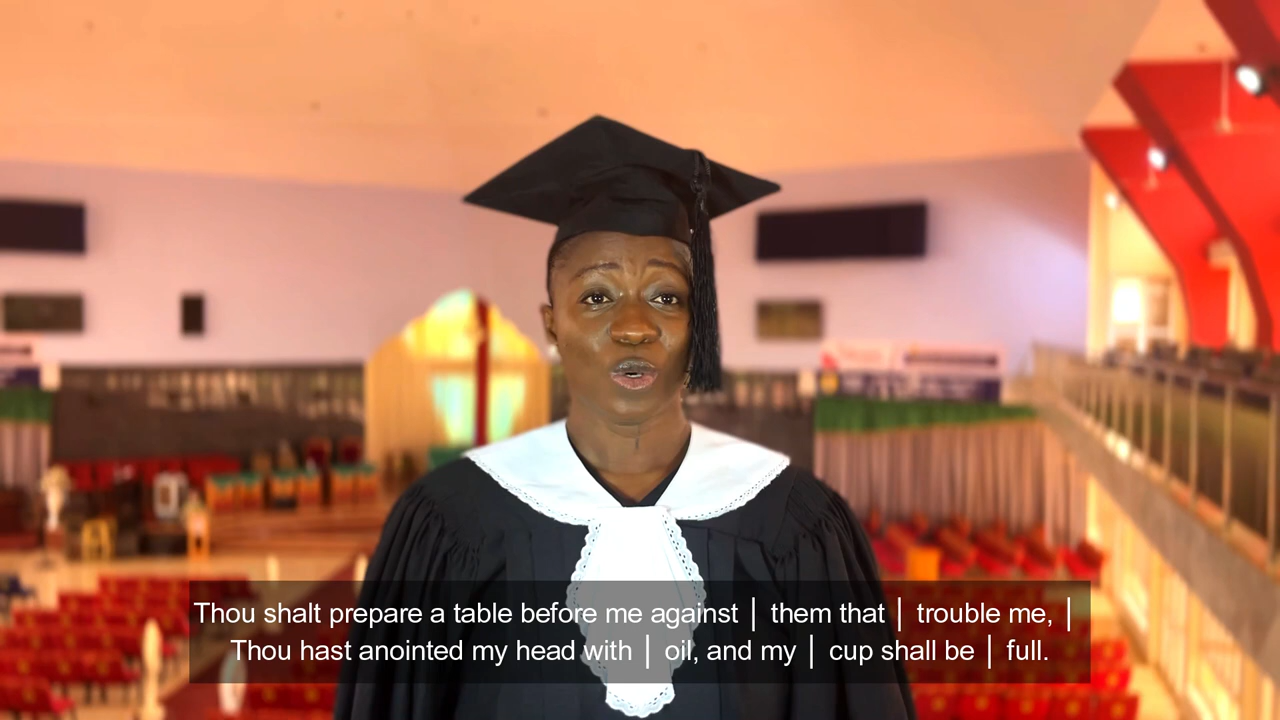 Thou shalt prepare a table before me against | them that | trouble me, |
Thou hast anointed my head with | oil, and my | cup shall be | full.